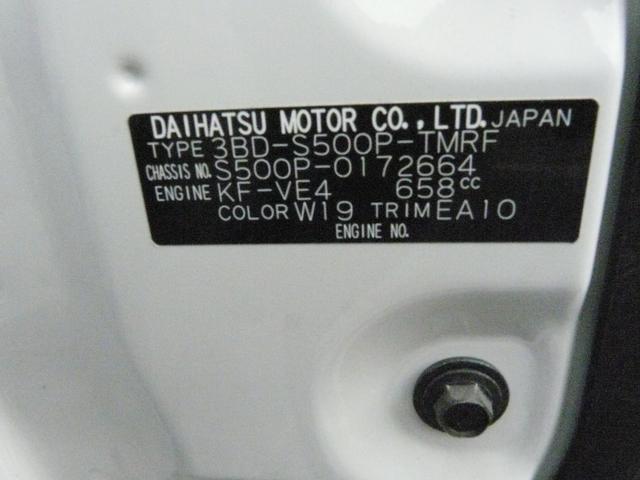 DAIHATSU MOTOR CO.,LTD. JAPAN
TYPE 3BD-S500P-TMRF
CHASSIS NO. S500P-0172664
ENGINE KF-VE4 658cc
COLOR W19 TRIM EA10
ENGINE NO.